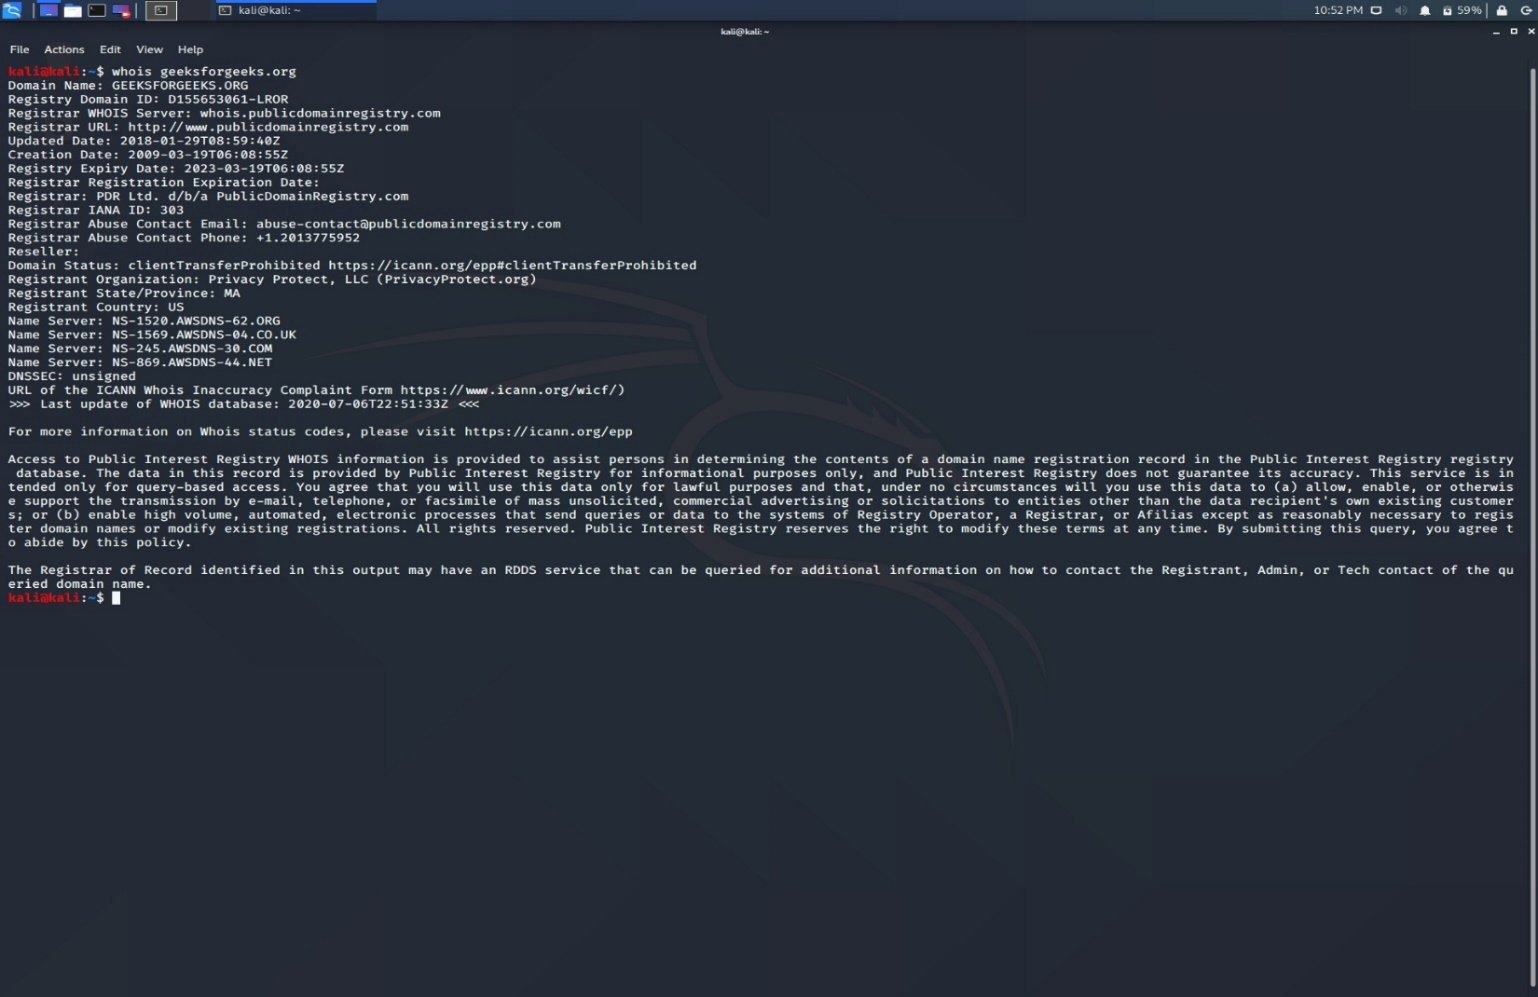 kali@kali: ~
10:52 PM
59%
kali@kali: ~
File Actions Edit View Help
kali@kali:~$ whois geeksforgeeks.org
Domain Name: GEEKSFORGEEKS.ORG
Registry Domain ID: D155653061-LROR
Registrar WHOIS Server: whois.publicdomainregistry.com
Registrar URL: http://www.publicdomainregistry.com
Updated Date: 2018-01-29T08:59:40Z
Creation Date: 2009-03-19T06:08:55Z
Registry Expiry Date: 2023-03-19T06:08:55Z
Registrar Registration Expiration Date:
Registrar: PDR Ltd. d/b/a PublicDomainRegistry.com
Registrar IANA ID: 303
Registrar Abuse Contact Email: abuse-contact@publicdomainregistry.com
Registrar Abuse Contact Phone: +1.2013775952
Reseller:
Domain Status: clientTransferProhibited https://icann.org/epp#clientTransferProhibited
Registrant Organization: Privacy Protect, LLC (PrivacyProtect.org)
Registrant State/Province: MA
Registrant Country: US
Name Server: NS-1520.AWSDNS-62.ORG
Name Server: NS-1569.AWSDNS-04.CO.UK
Name Server: NS-245.AWSDNS-30.COM
Name Server: NS-869.AWSDNS-44.NET
DNSSEC: unsigned
URL of the ICANN Whois Inaccuracy Complaint Form https://www.icann.org/wicf/)
>>> Last update of WHOIS database: 2020-07-06T22:51:33Z <<<
For more information on Whois status codes, please visit https://icann.org/epp
Access to Public Interest Registry WHOIS information is provided to assist persons in determining the contents of a domain name registration record in the Public Interest Registry registry
 database. The data in this record is provided by Public Interest Registry for informational purposes only, and Public Interest Registry does not guarantee its accuracy. This service is in
tended only for query-based access. You agree that you will use this data only for lawful purposes and that, under no circumstances will you use this data to (a) allow, enable, or otherwis
e support the transmission by e-mail, telephone, or facsimile of mass unsolicited, commercial advertising or solicitations to entities other than the data recipient's own existing customer
s; or (b) enable high volume, automated, electronic processes that send queries or data to the systems of Registry Operator, a Registrar, or Afilias except as reasonably necessary to regis
ter domain names or modify existing registrations. All rights reserved. Public Interest Registry reserves the right to modify these terms at any time. By submitting this query, you agree t
o abide by this policy.
The Registrar of Record identified in this output may have an RDDS service that can be queried for additional information on how to contact the Registrant, Admin, or Tech contact of the qu
eried domain name.
kali@kali:~$